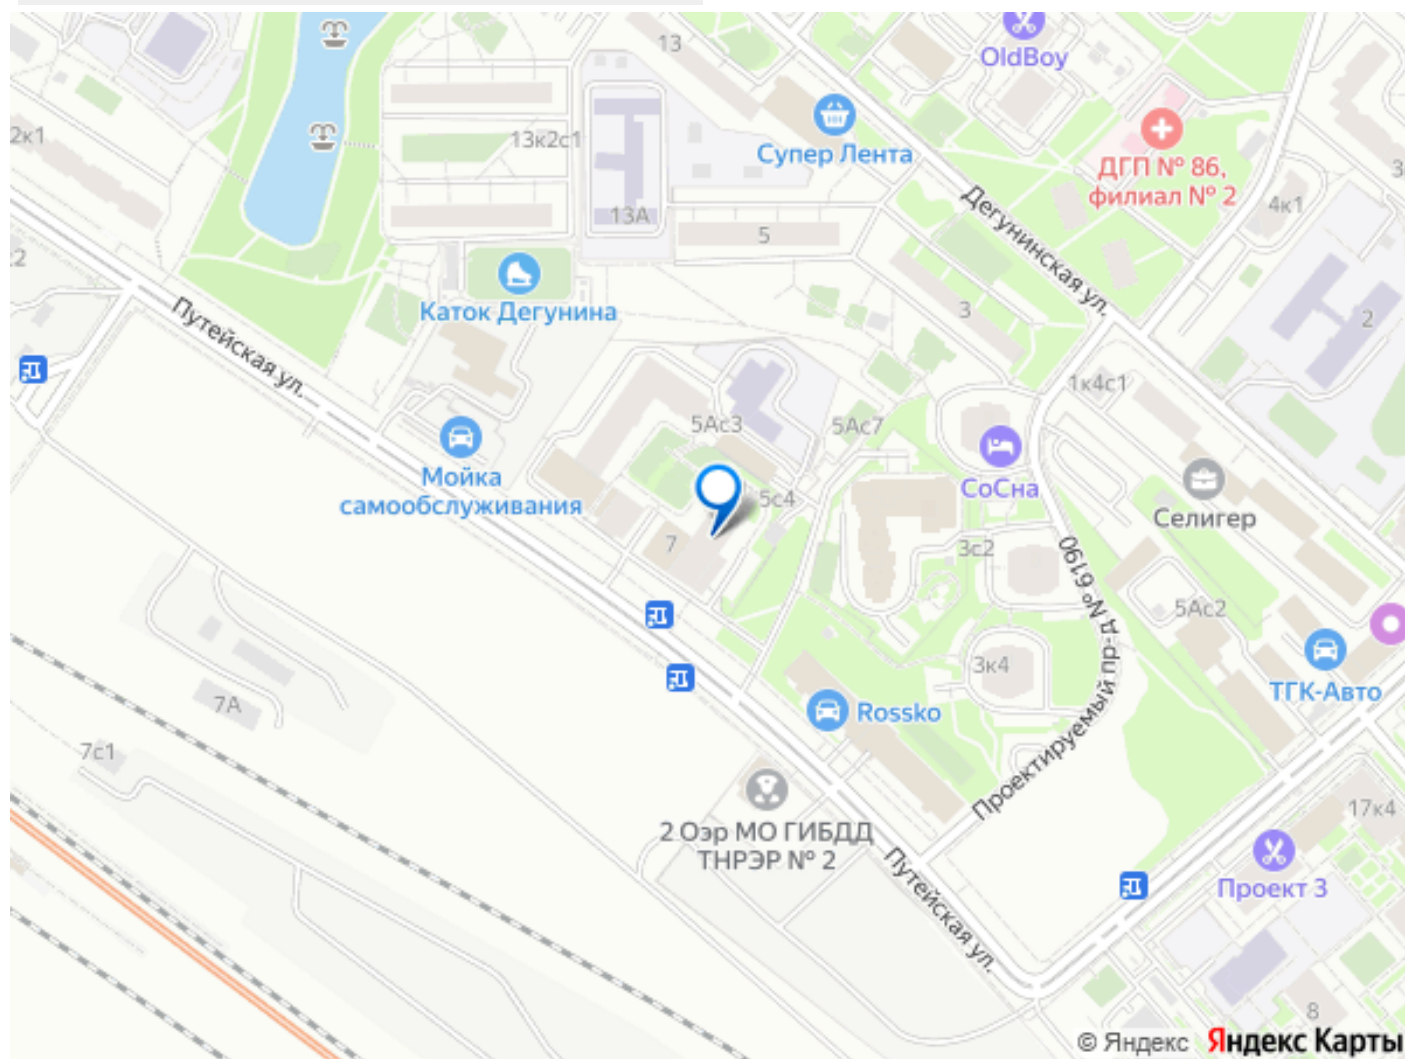 13
OldBoy
2к1
13к2с1
Супер Лента
ДГП № 86,
филиал № 2
3
4к1
13А
5
Дегунинская ул.
2
Каток Дегунина
3
2
Путейская ул.
1к4с1
5Ас3
5Ас7
Мойка
самообслуживания
5с4
СоСна
Селигер
7
3с2
Проектируемый пр-д № 6190
5Ас2
3к4
ТГК-Авто
7А
Rossko
7с1
2 Оэр МО ГИБДД
ТНРЭР № 2
17к4
Путейская ул.
Проект 3
8
© Яндекс Яндекс Карты